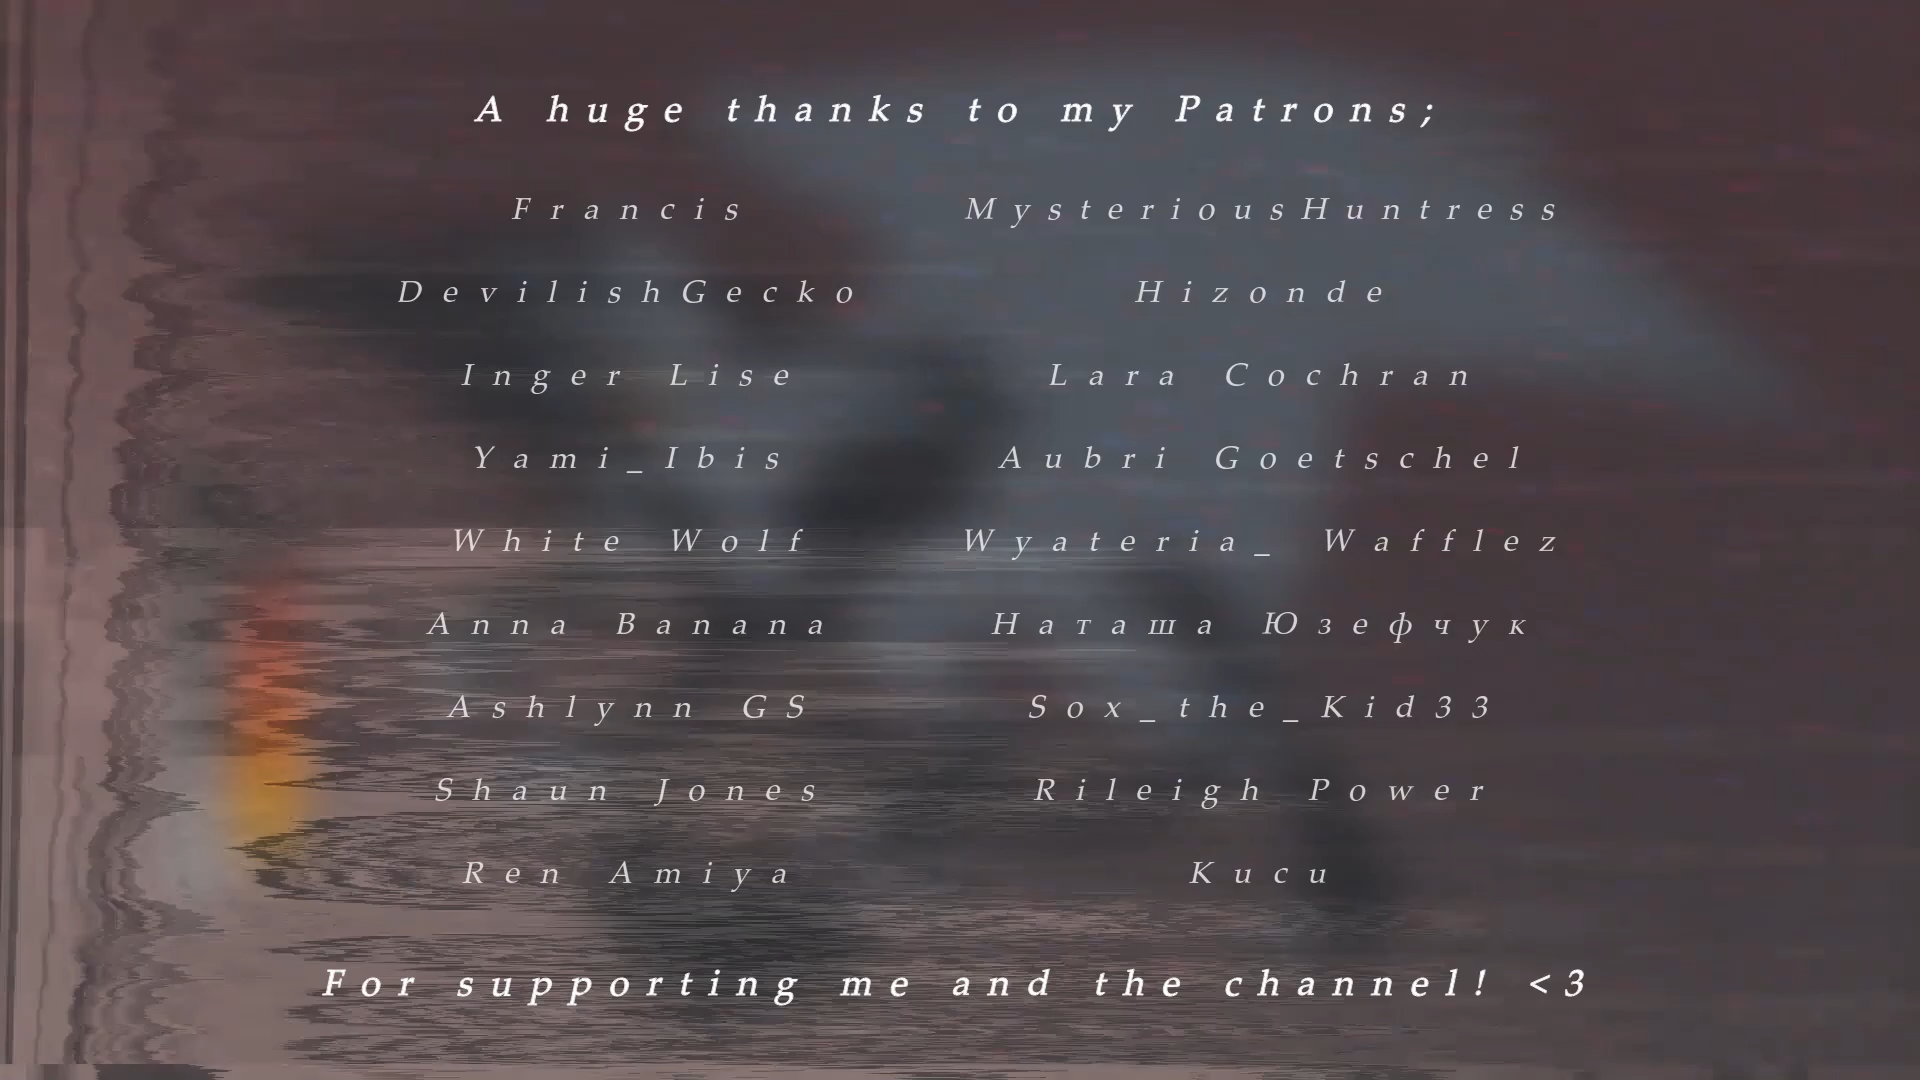 A huge thanks to my Patrons;
Francis MysteriousHuntress
DevilishGecko Hizonde
Inger Lise Lara Cochran
Yami_Ibis Aubri Goetschel
White Wolf Wyateria_ Wafflez
Anna Banana Наташа Юзефчук
Ashlynn GS Sox_the_Kid33
Shaun Jones Rileigh Power
Ren Amiya Kucu
For supporting me and the channel! <3